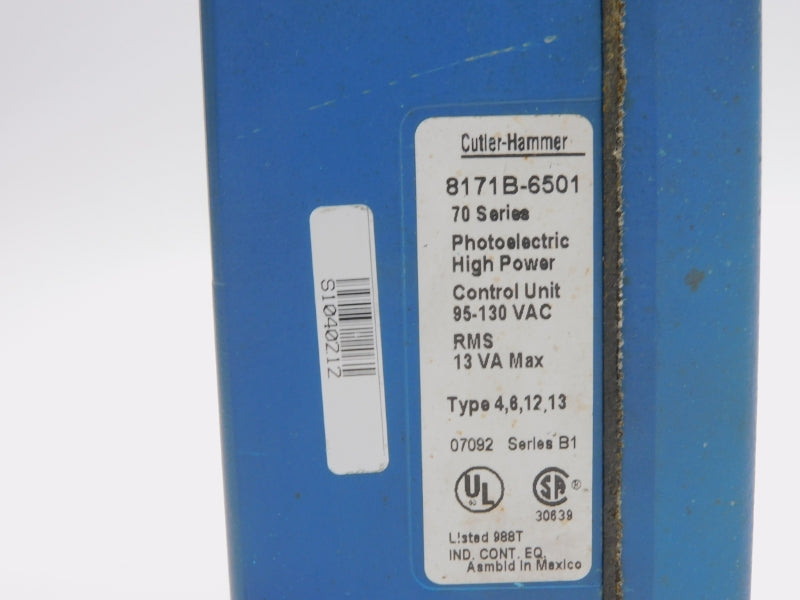 Cutler-Hammer
8171B-6501
70 Series
Photoelectric
High Power
Control Unit
95-130 VAC
RMS
13 VA Max
Type 4,6,12,13
07092 Series B1
UL
SA ®
30639
Listed 988T
IND. CONT. EQ.
Asmbld in Mexico
S1040212